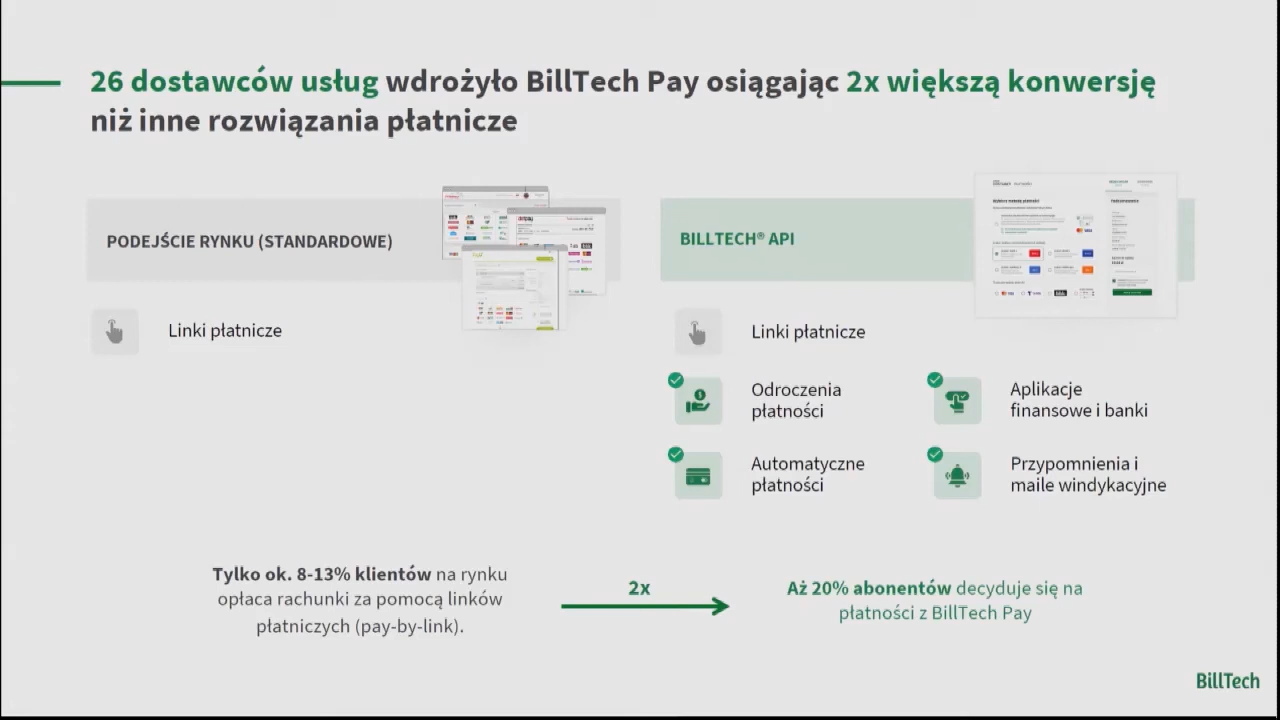 26 dostawców usług wdrożyło BillTech Pay osiągając 2x większą konwersję
niż inne rozwiązania płatnicze
PODEJŚCIE RYNKU (STANDARDOWE)
Linki płatnicze
BILLTECH® API
Linki płatnicze
Odroczenia
płatności
Aplikacje
finansowe i banki
Automatyczne
płatności
Przypomnienia i
maile windykacyjne
Tylko ok. 8-13% klientów na rynku
opłaca rachunki za pomocą linków
płatniczych (pay-by-link).
2x
Aż 20% abonentów decyduje się na
płatności z BillTech Pay
BillTech